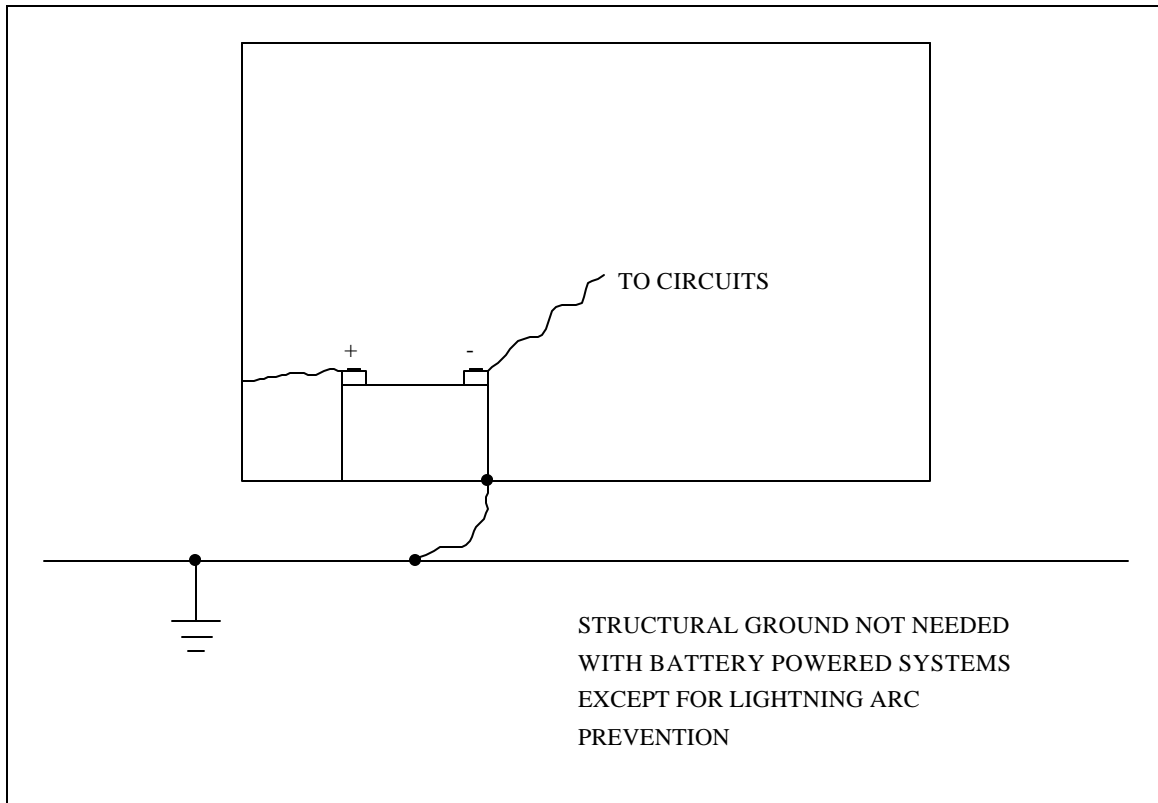 TO CIRCUITS
+ -
STRUCTURAL GROUND NOT NEEDED
WITH BATTERY POWERED SYSTEMS
EXCEPT FOR LIGHTNING ARC
PREVENTION